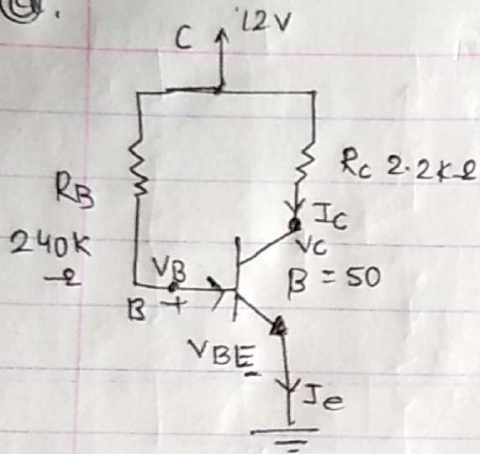 Q.
C 12V
RB
240K
Ω
RC 2.2KΩ
IC
VC
VB
B +
β = 50
VBE
Ie